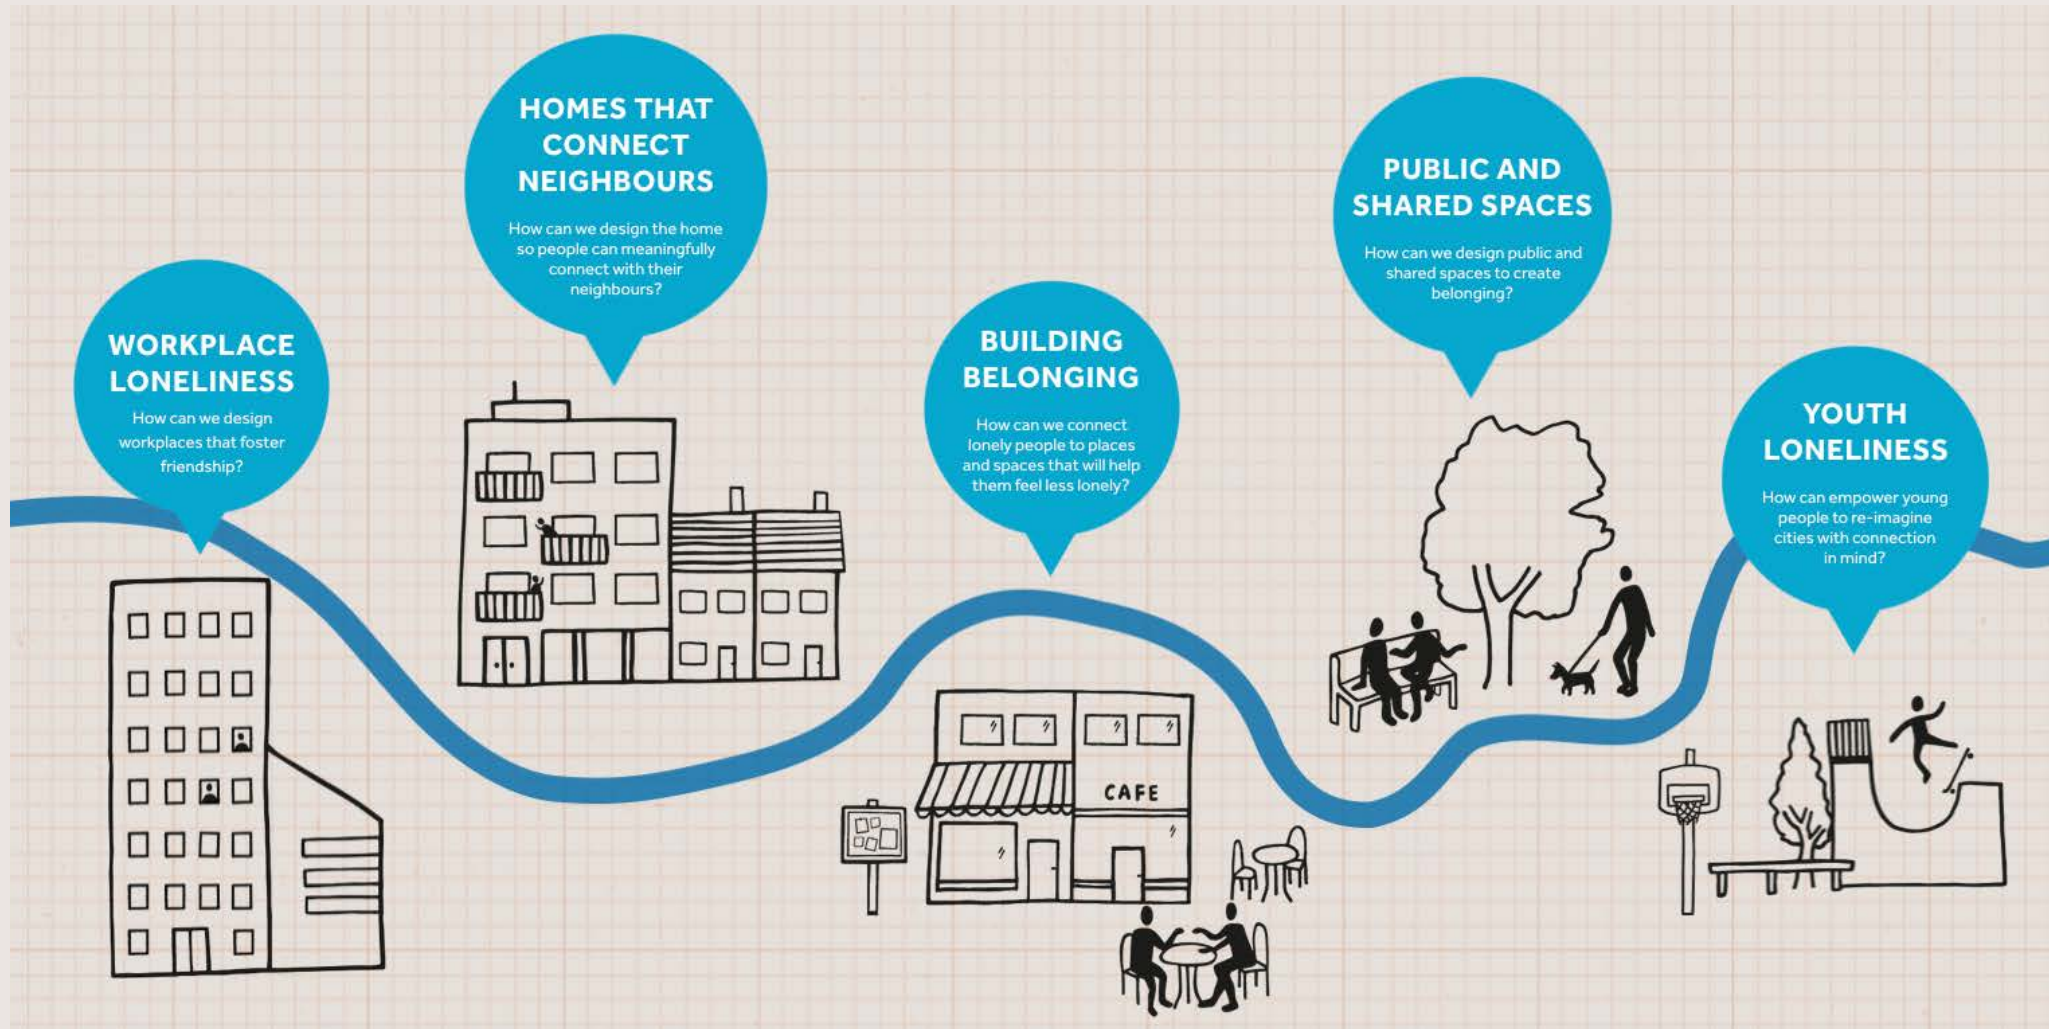 WORKPLACE
LONELINESS
How can we design
workplaces that foster
friendship?
HOMES THAT
CONNECT
NEIGHBOURS
How can we design the home
so people can meaningfully
connect with their
neighbours?
BUILDING
BELONGING
How can we connect
lonely people to places
and spaces that will help
them feel less lonely?
CAFE
PUBLIC AND
SHARED SPACES
How can we design public and
shared spaces to create
belonging?
YOUTH
LONELINESS
How can empower young
people to re-imagine
cities with connection
in mind?